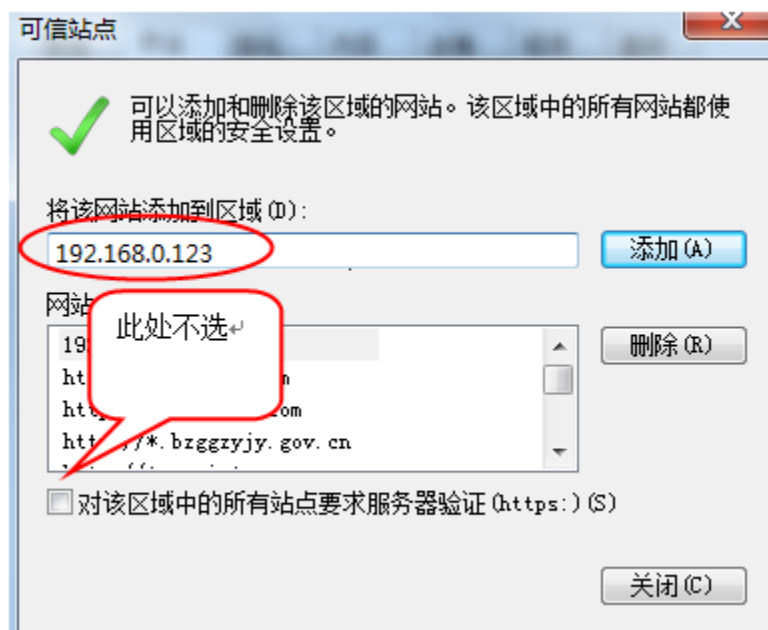 可信站点
可以添加和删除该区域的网站。该区域中的所有网站都使
用区域的安全设置。
将该网站添加到区域(D):
192.168.0.123
添加(A)
网站
此处不选
删除(R)
http://*.bzggzyjy.gov.cn
对该区域中的所有站点要求服务器验证(https:)(S)
关闭(C)